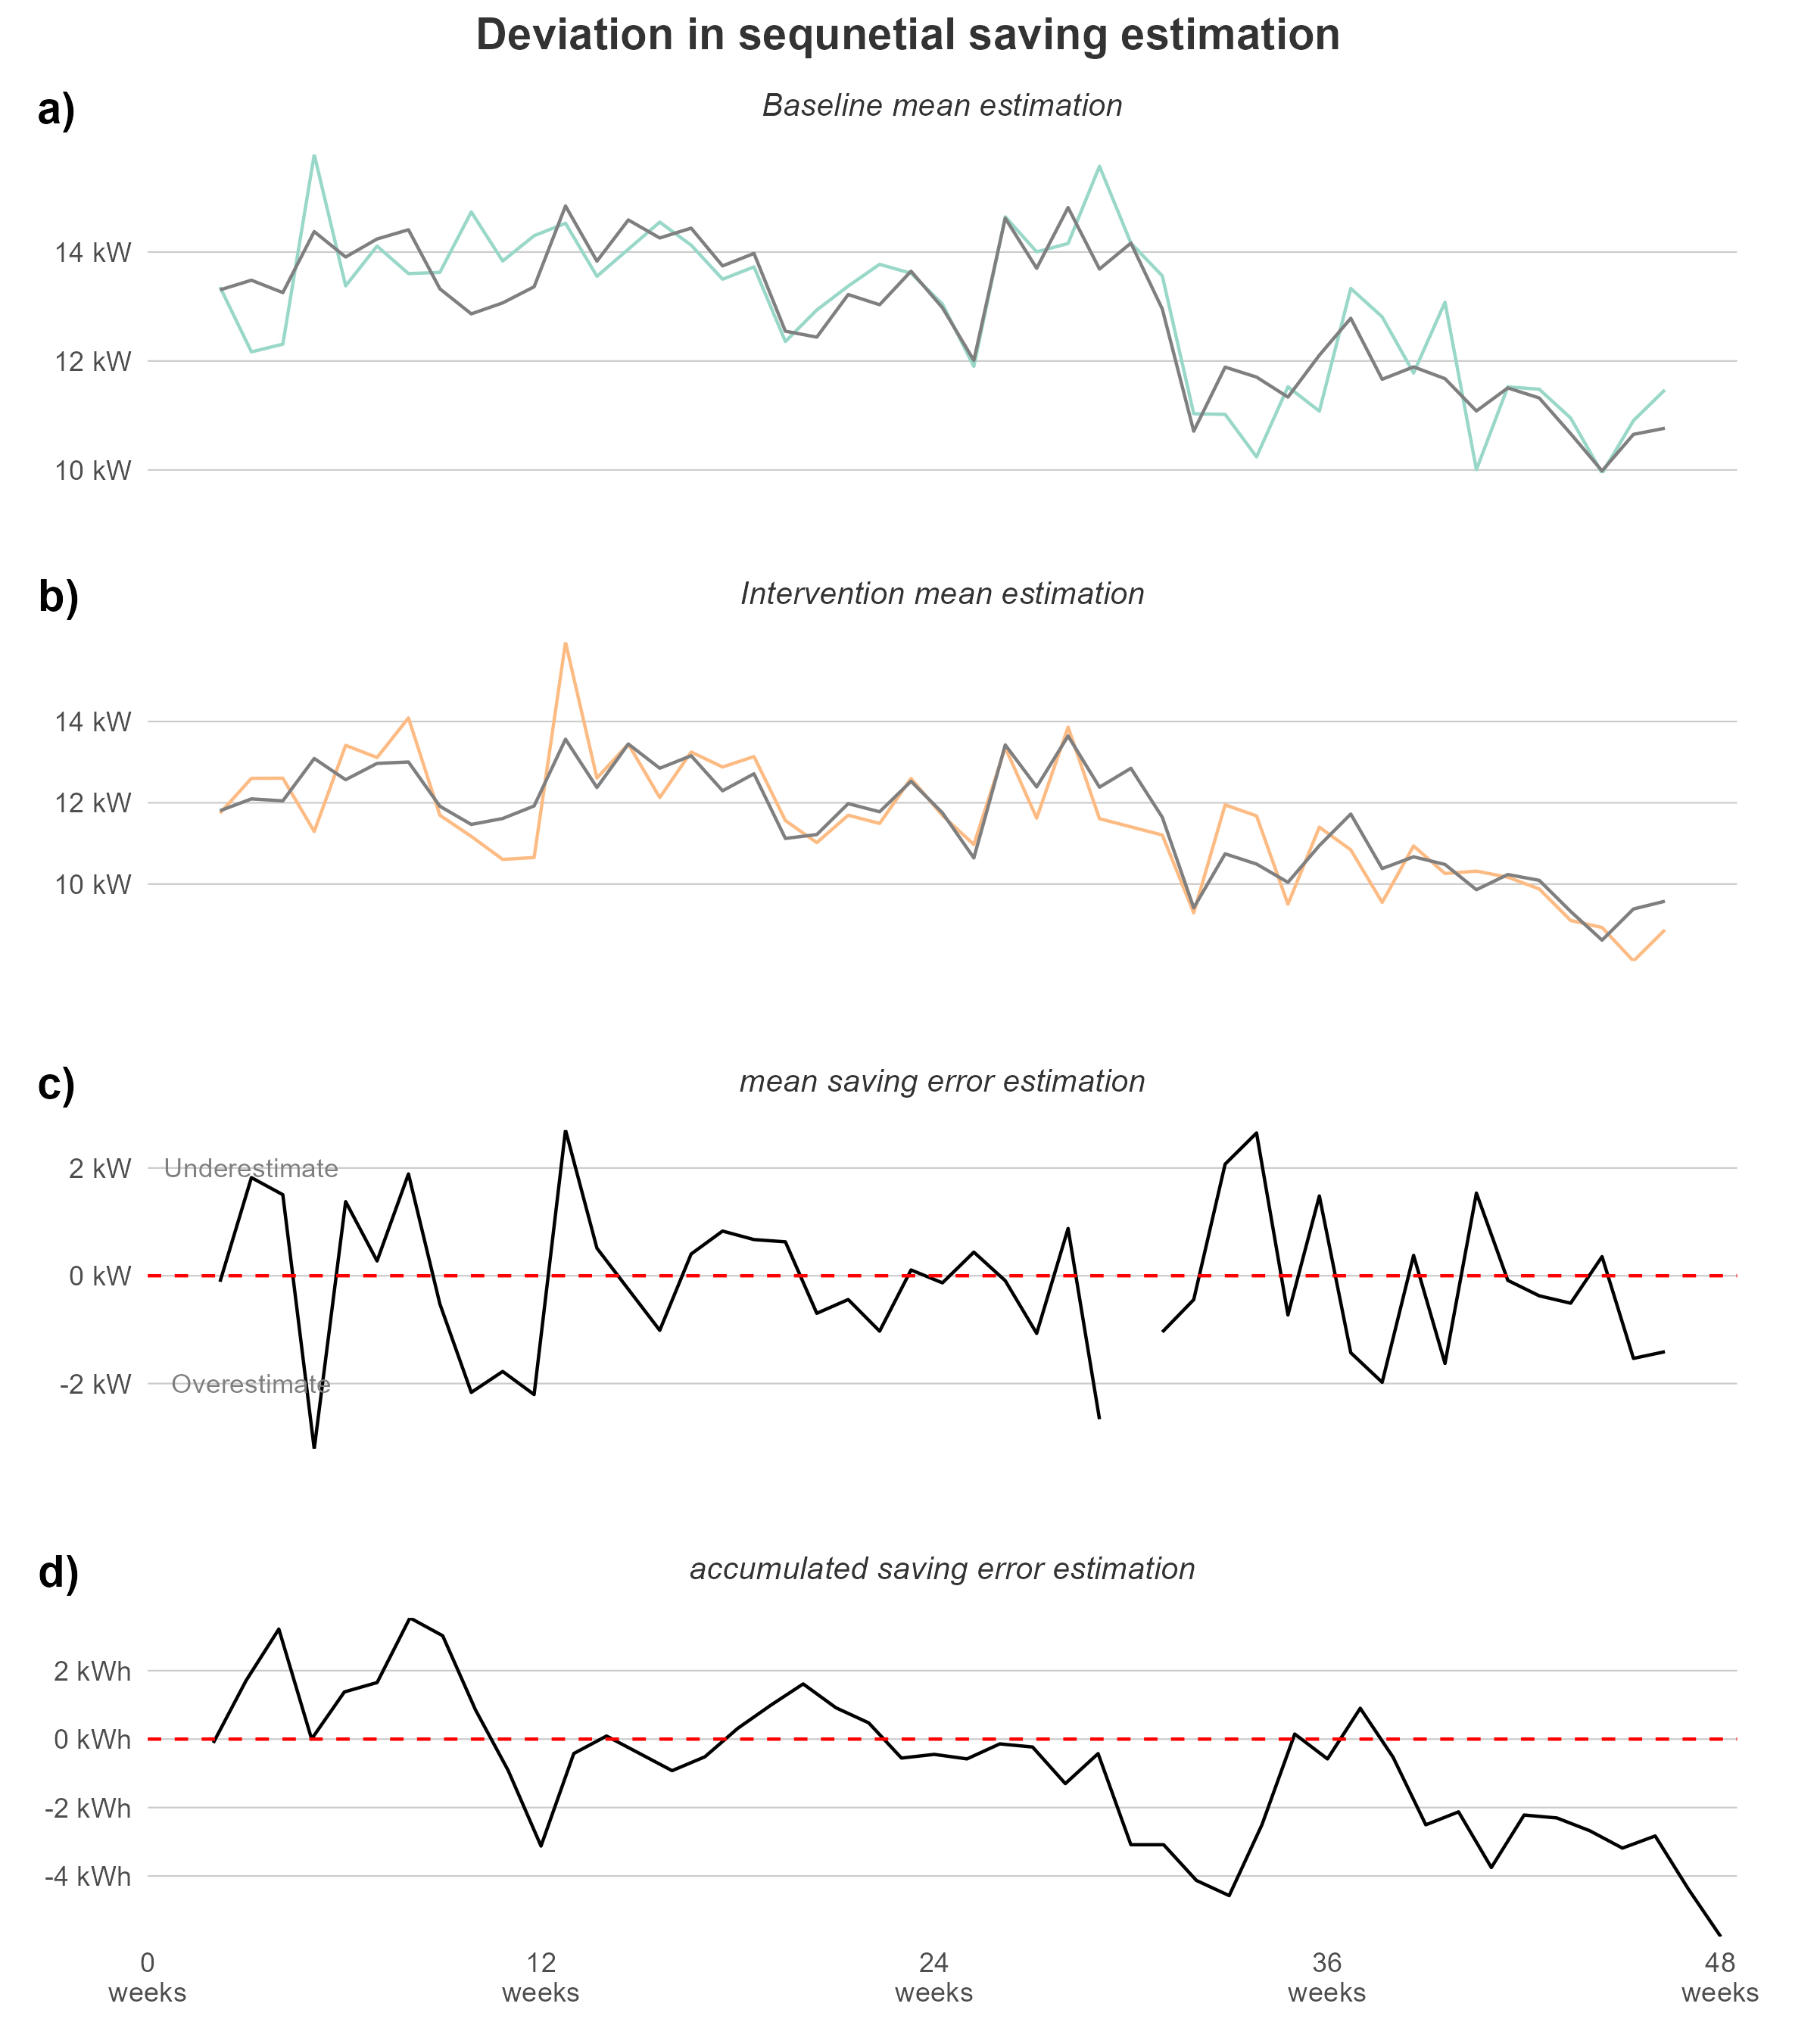 Deviation in sequnetial saving estimation
a)
Baseline mean estimation
14 kW
12 kW
10 kW
b)
Intervention mean estimation
14 kW
12 kW
10 kW
c)
mean saving error estimation
2 kW
Underestimate
0 kW
-2 kW
Overestimate
d)
accumulated saving error estimation
2 kWh
0 kWh
-2 kWh
-4 kWh
0 12 24 36 48
weeks weeks weeks weeks weeks